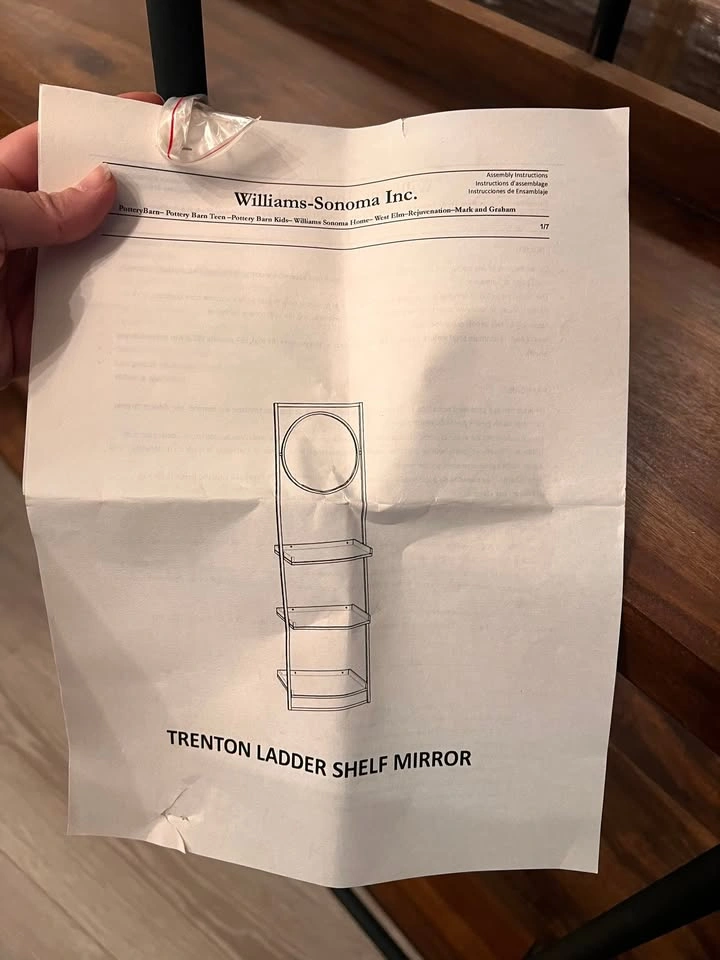 Assembly Instructions
Instructions d'assemblage
Instrucciones de Ensamblaje
Williams-Sonoma Inc.
PotteryBarn– Pottery Barn Teen –Pottery Barn Kids– Williams Sonoma Home– West Elm–Rejuvenation–Mark and Graham
1/7
TRENTON LADDER SHELF MIRROR